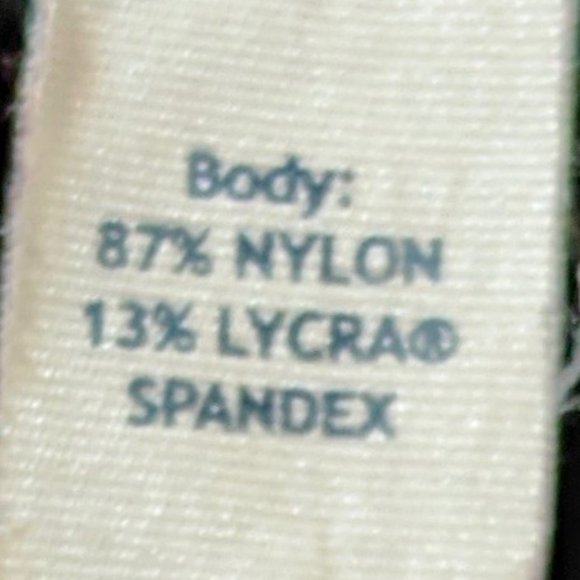 Body:
87% NYLON
13% LYCRA®
SPANDEX